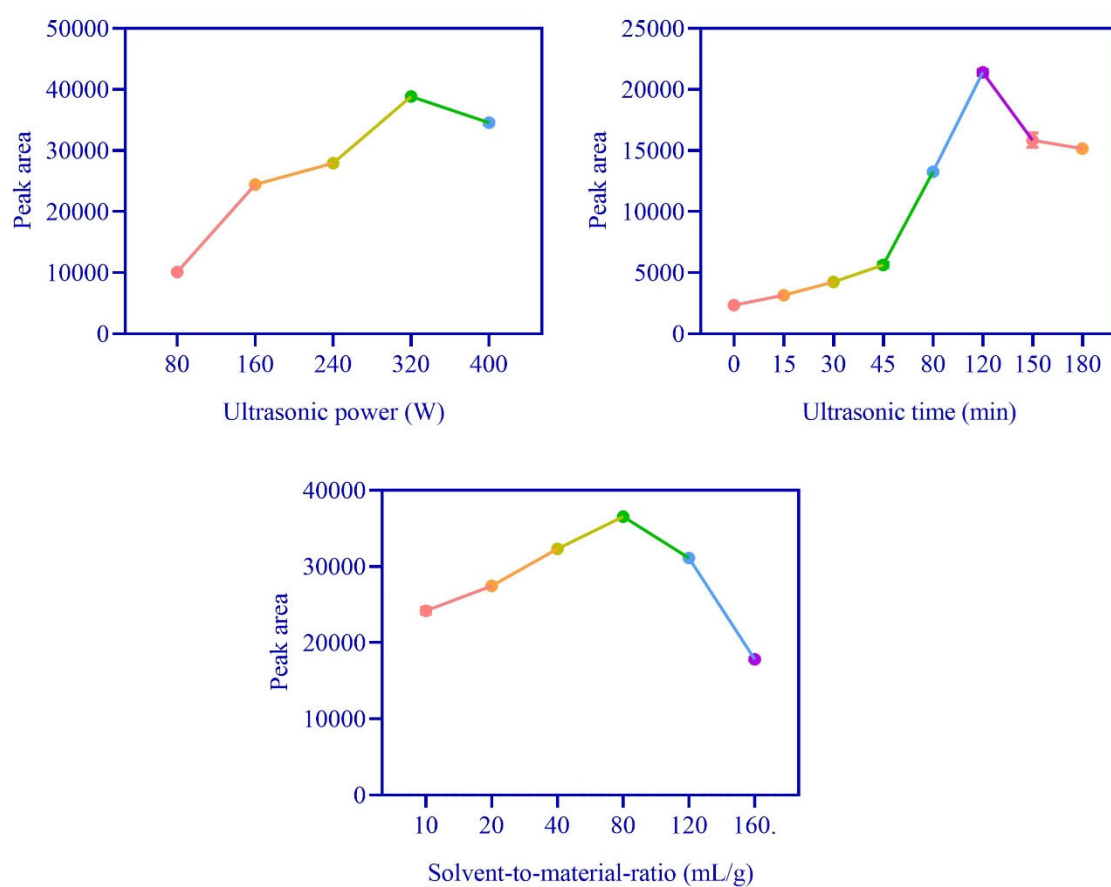 50000
40000
30000
20000
10000
0
Peak area
80 160 240 320 400
Ultrasonic power (W)
25000
20000
15000
10000
5000
0
Peak area
0 15 30 45 80 120 150 180
Ultrasonic time (min)
40000
30000
20000
10000
0
Peak area
10 20 40 80 120 160.
Solvent-to-material-ratio (mL/g)